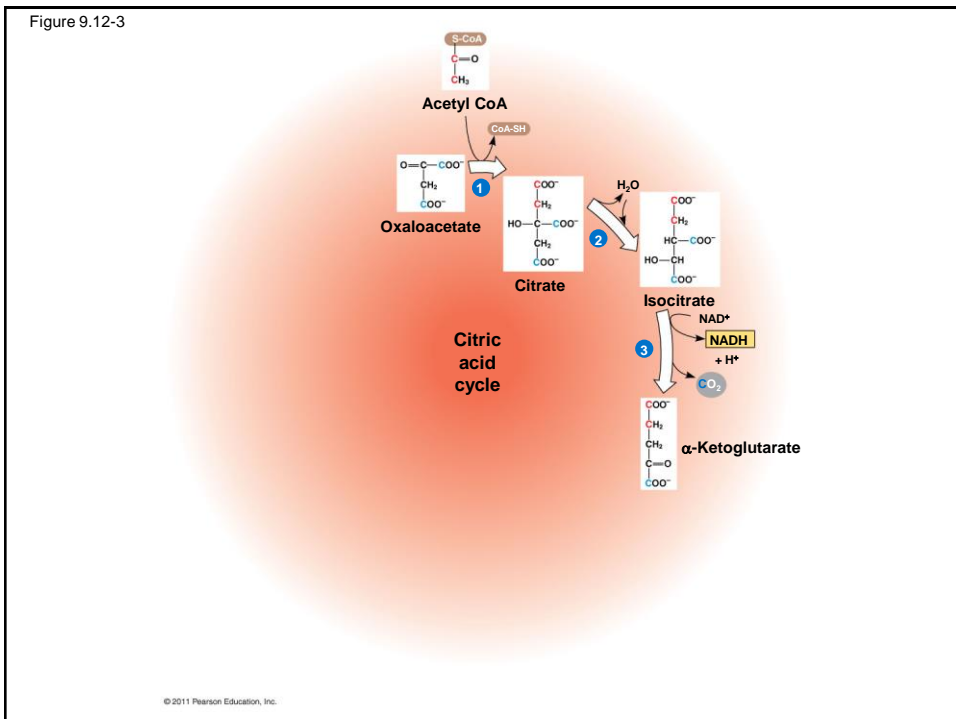 Figure 9.12-3
S-CoA
C=O
CH₃
Acetyl CoA
CoA-SH
O=C—COO⁻
CH₂
COO⁻
Oxaloacetate
1
COO⁻
CH₂
HO—C—COO⁻
CH₂
COO⁻
Citrate
H₂O
2
COO⁻
CH₂
HC—COO⁻
HO—CH
COO⁻
Isocitrate
NAD⁺
NADH
+ H⁺
3
CO₂
COO⁻
CH₂
CH₂
C=O
COO⁻
α-Ketoglutarate
Citric
acid
cycle
© 2011 Pearson Education, Inc.